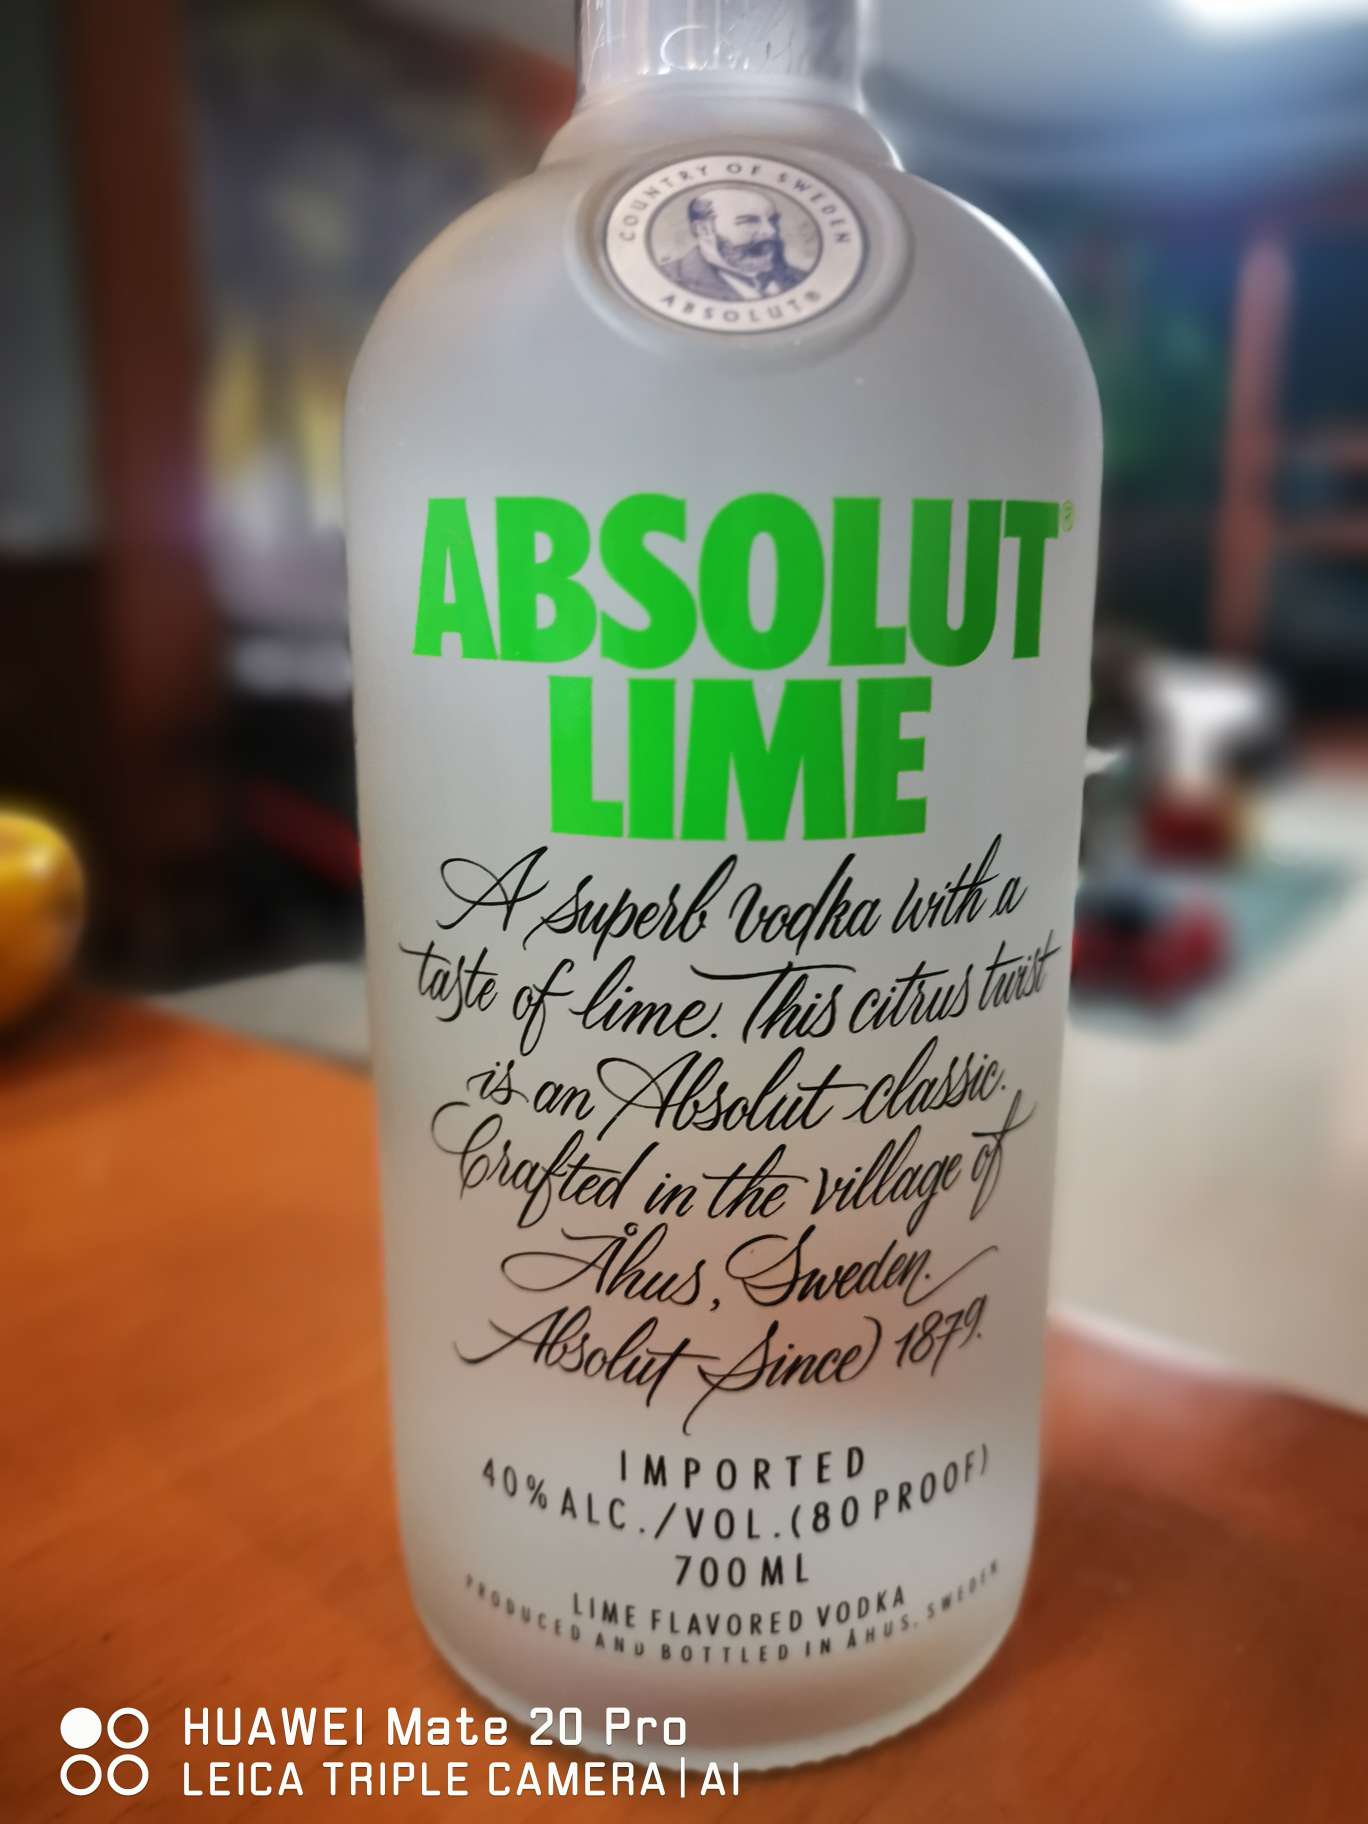 COUNTRY OF SWEDEN
ABSOLUT®
ABSOLUT®
LIME
A superb vodka with a
taste of lime. This citrus twist
is an Absolut classic.
Crafted in the village of
Åhus, Sweden.
Absolut Since 1879.
IMPORTED
40% ALC./VOL.(80 PROOF)
700 ML
LIME FLAVORED VODKA
PRODUCED AND BOTTLED IN ÅHUS, SWEDEN
HUAWEI Mate 20 Pro
LEICA TRIPLE CAMERA | AI